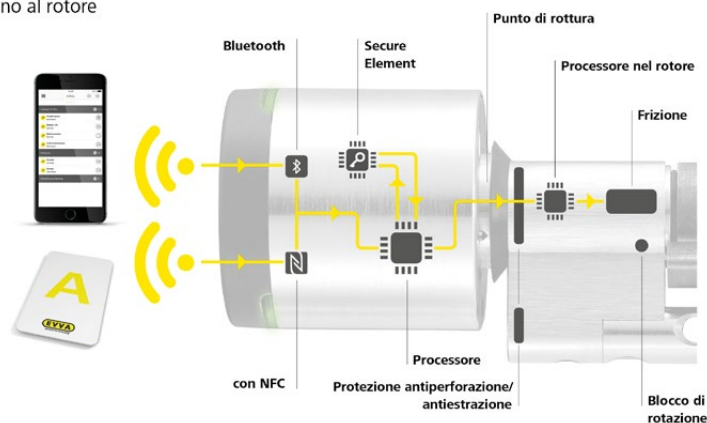 no al rotore
Punto di rottura
Bluetooth
Secure
Element
Processore nel rotore
Frizione
A
EVVA
Processore
con NFC
Protezione antiperforazione/
antiestrazione
Blocco di
rotazione